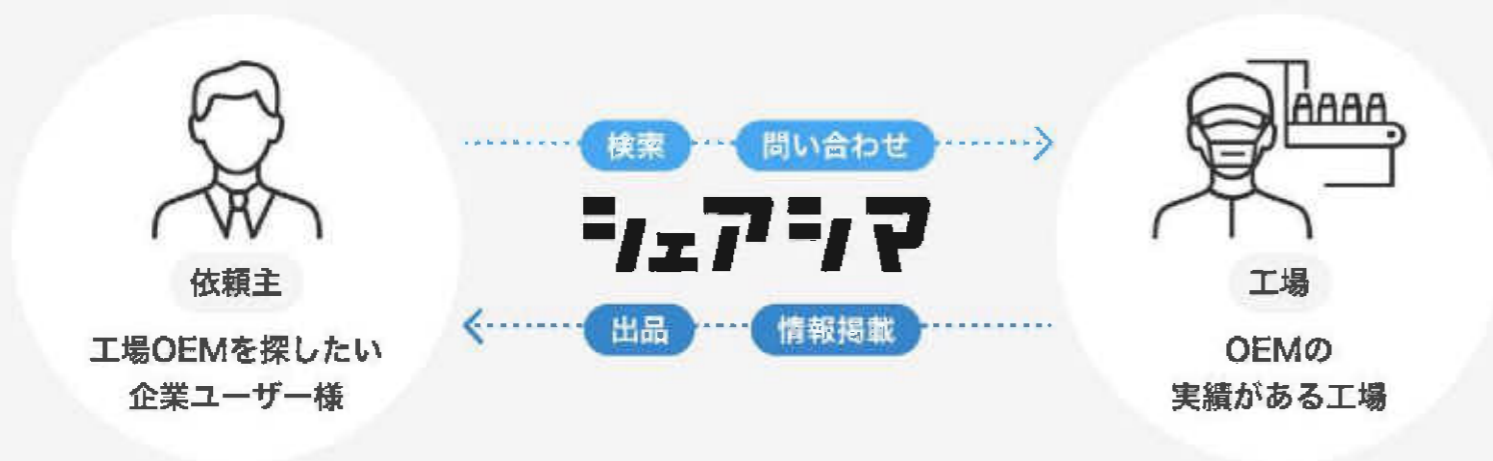 検索
問い合わせ
シェアシマ
出品
情報掲載
依頼主
工場OEMを探したい
企業ユーザー様
工場
OEMの
実績がある工場